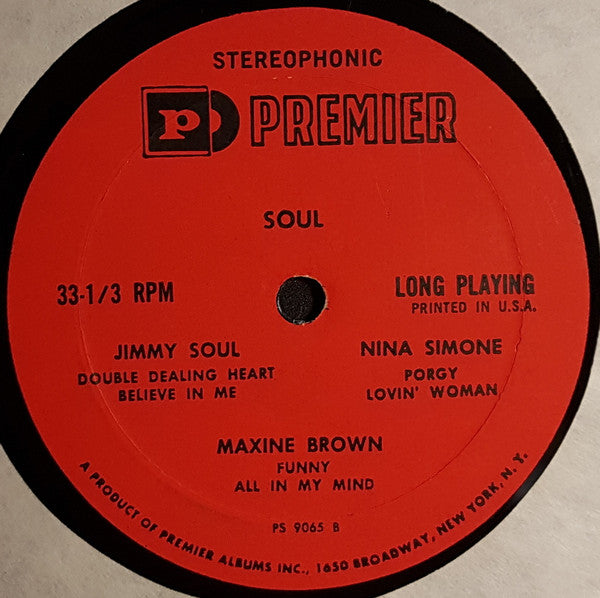 STEREOPHONIC
p PREMIER
SOUL
33-1/3 RPM
LONG PLAYING
PRINTED IN U.S.A.
JIMMY SOUL
DOUBLE DEALING HEART
BELIEVE IN ME
NINA SIMONE
PORGY
LOVIN' WOMAN
MAXINE BROWN
FUNNY
ALL IN MY MIND
PS 9065 B
A PRODUCT OF PREMIER ALBUMS INC., 1650 BROADWAY, NEW YORK, N.Y.